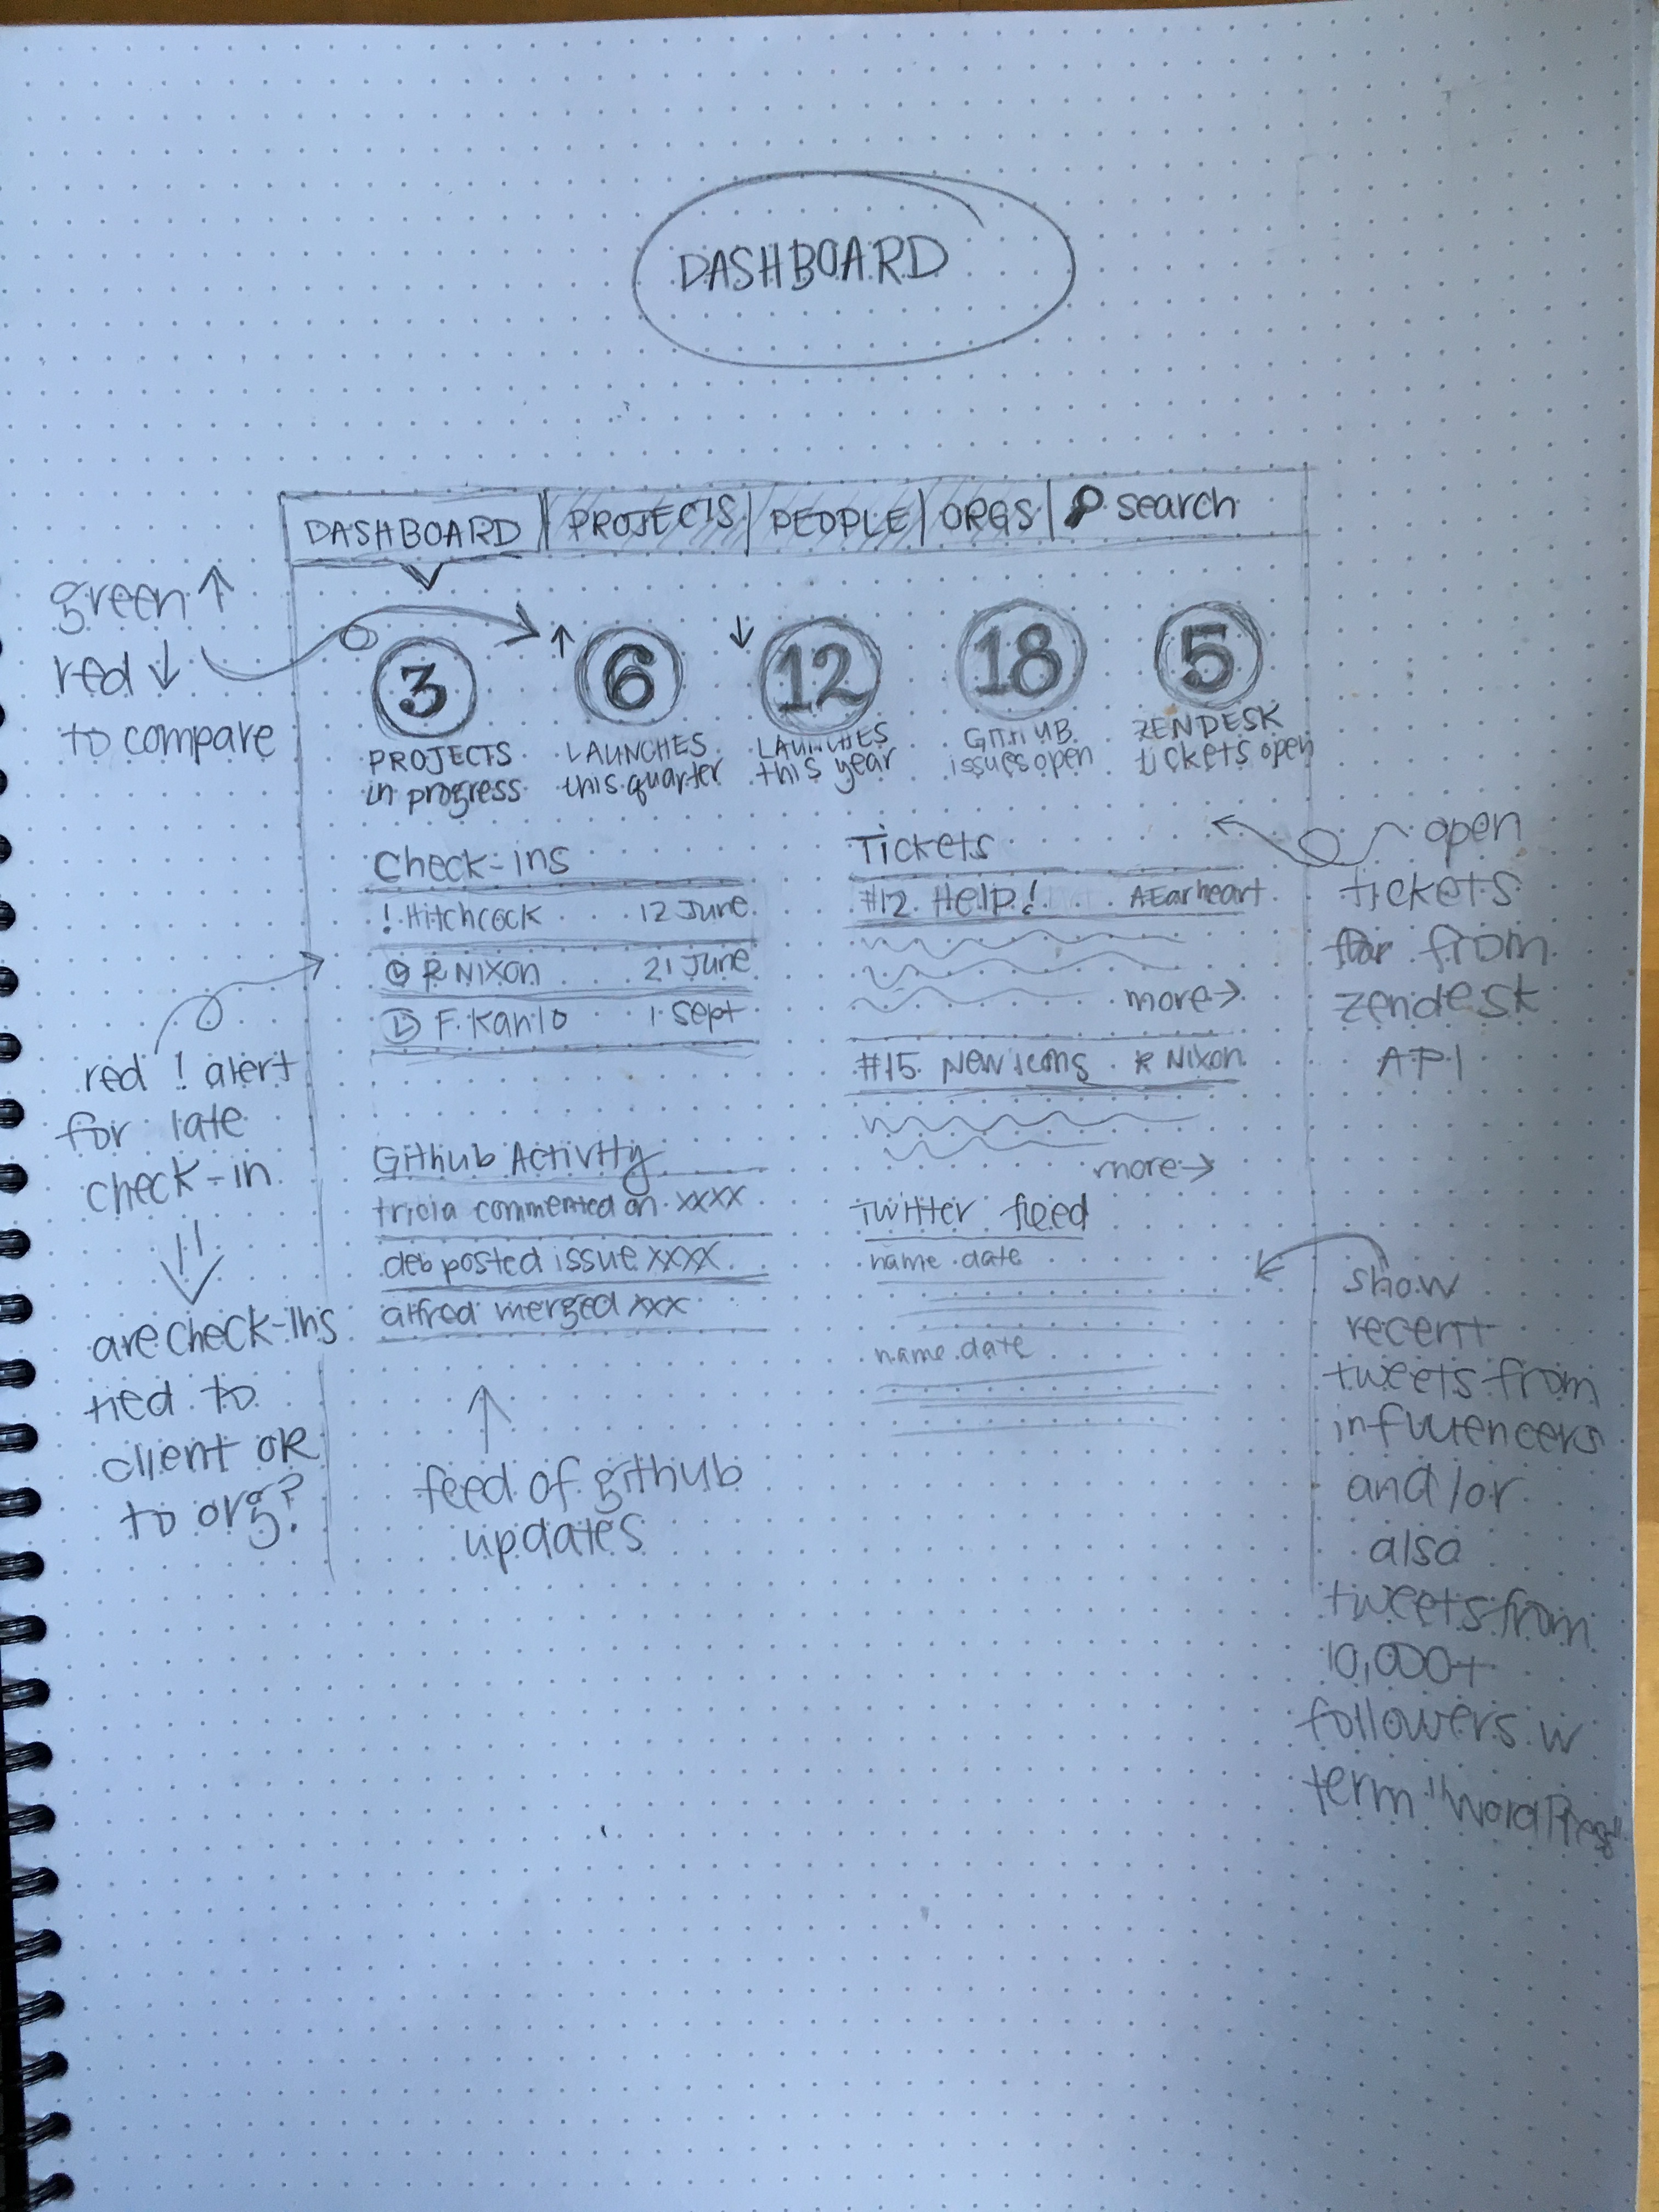 DASHBOARD
DASHBOARD | PROJECTS | PEOPLE | ORGS | search
green ↑
red ↓
to compare
3
PROJECTS
in progress
↑ 6
LAUNCHES
this quarter
↓ 12
LAUNCHES
this year
18
GITHUB
issues open
5
ZENDESK
tickets open
Check-ins
! Hitchcock 12 June
R Nixon 21 June
F. Kahlo 1 Sept
red ! alert
for late
check-in
are check-ins
tied to
client OR
to org?
Github Activity
tricia commented on xxxx
deb posted issue xxxx
alfred merged xxx
feed of github
updates
Tickets
#12 Help! A Earheart
more →
#15 New icons R Nixon
more →
open
tickets
from
zendesk
API
Twitter feed
name date
name date
show
recent
tweets from
influencers
and/or
also
tweets from
10,000+
followers w
term "WordPress"